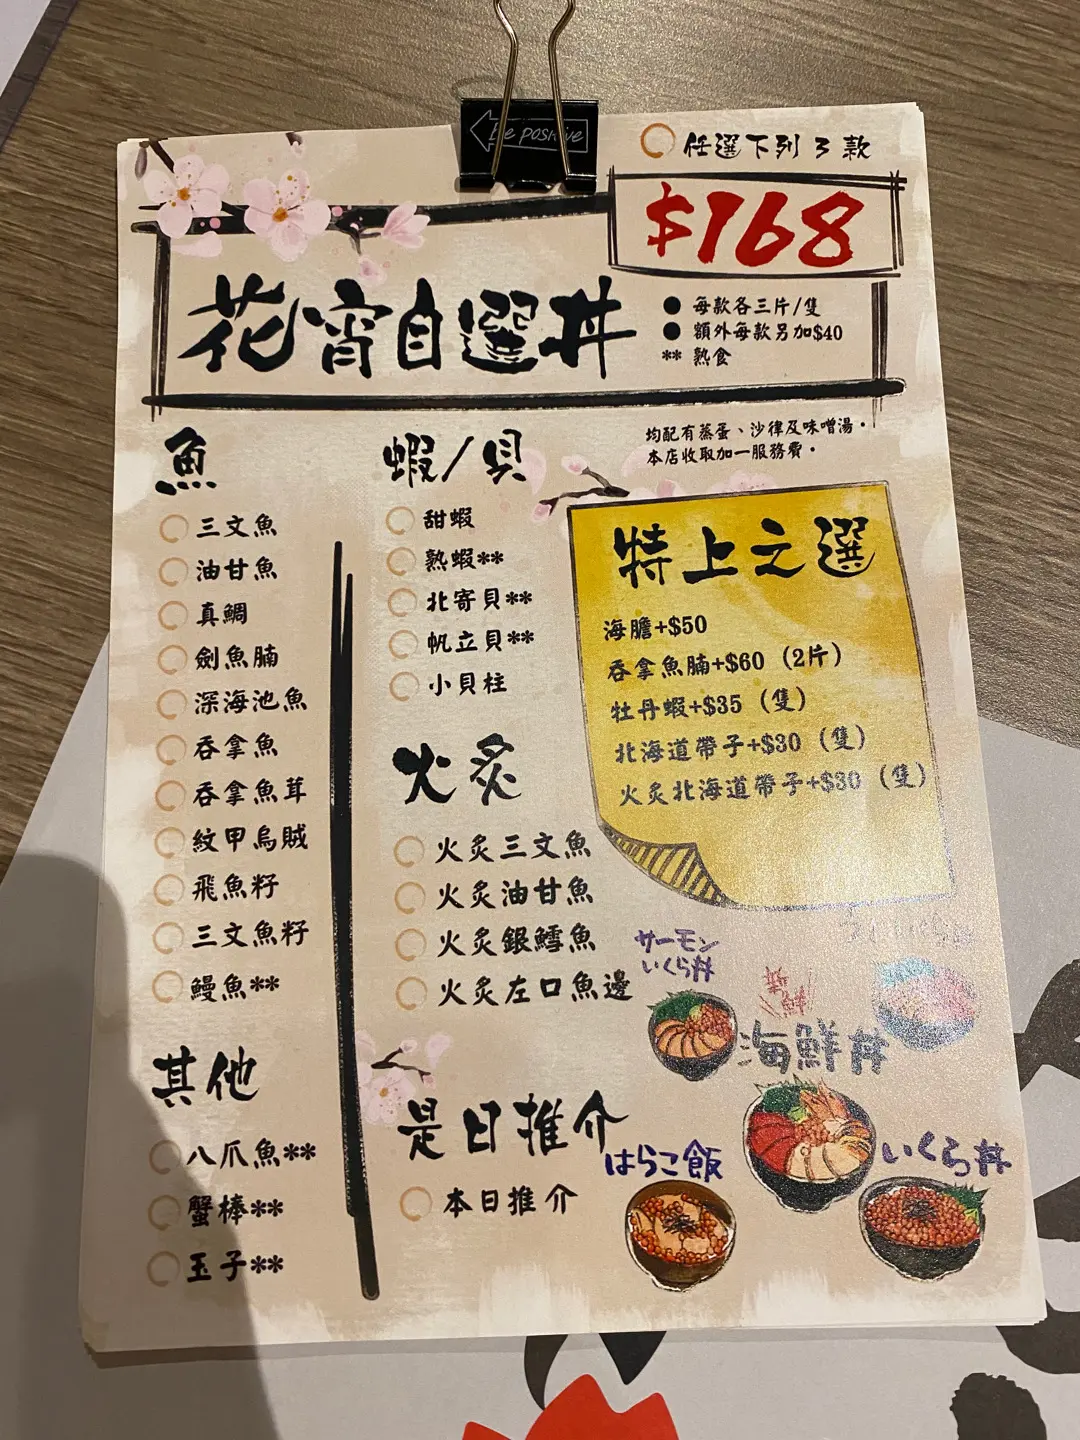 Be positive
任選下列3款
$168
花宵自選丼
● 每款各三片/隻
● 額外每款另加$40
** 熟食
均配有蒸蛋、沙律及味噌湯。
本店收取加一服務費。
魚
三文魚
油甘魚
真鯛
劍魚腩
深海池魚
吞拿魚
吞拿魚茸
紋甲烏賊
飛魚籽
三文魚籽
鰻魚**
其他
八爪魚**
蟹棒**
玉子**
蝦/貝
甜蝦
熟蝦**
北寄貝**
帆立貝**
小貝柱
火炙
火炙三文魚
火炙油甘魚
火炙銀鱈魚
火炙左口魚邊
是日推介
本日推介
特上之選
海膽+$50
吞拿魚腩+$60（2片）
牡丹蝦+$35（隻）
北海道帶子+$30（隻）
火炙北海道帶子+$30（隻）
サーモン
いくら丼
海鮮丼
はらこ飯
いくら丼